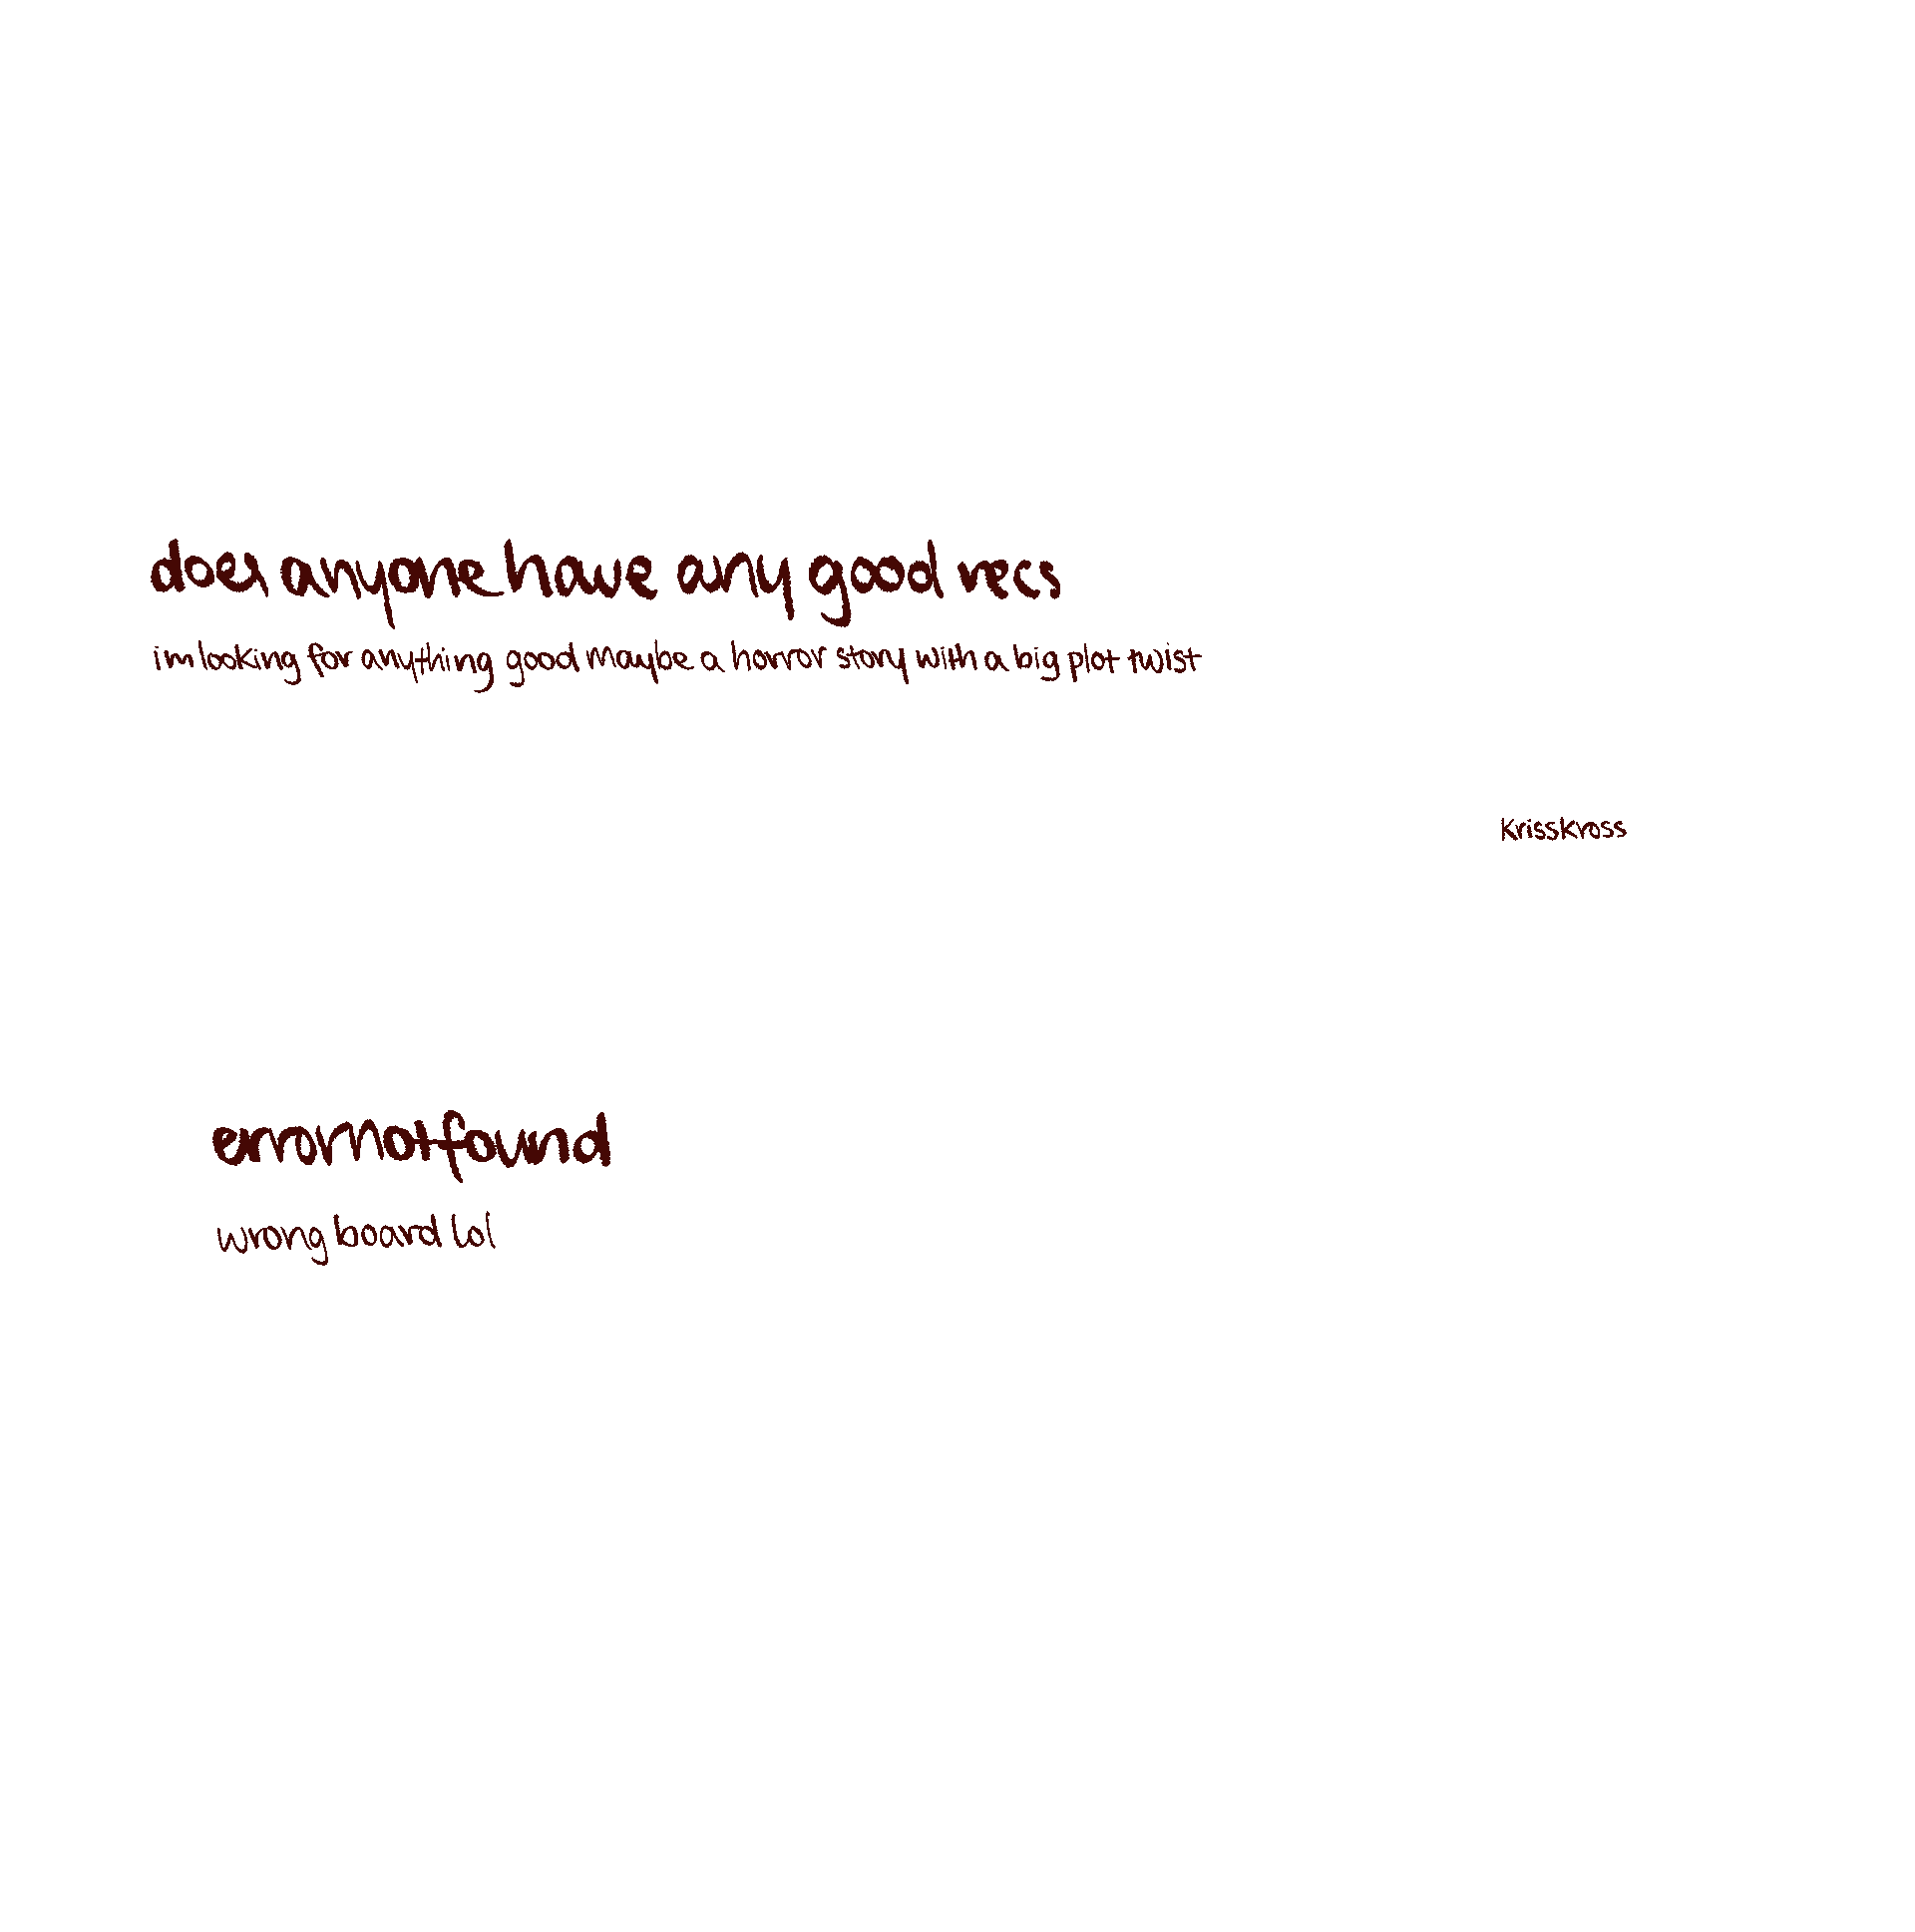 does anyone have any good recs
im looking for anything good maybe a horror story with a big plot twist
krisskross
errornotfound
wrong board lol